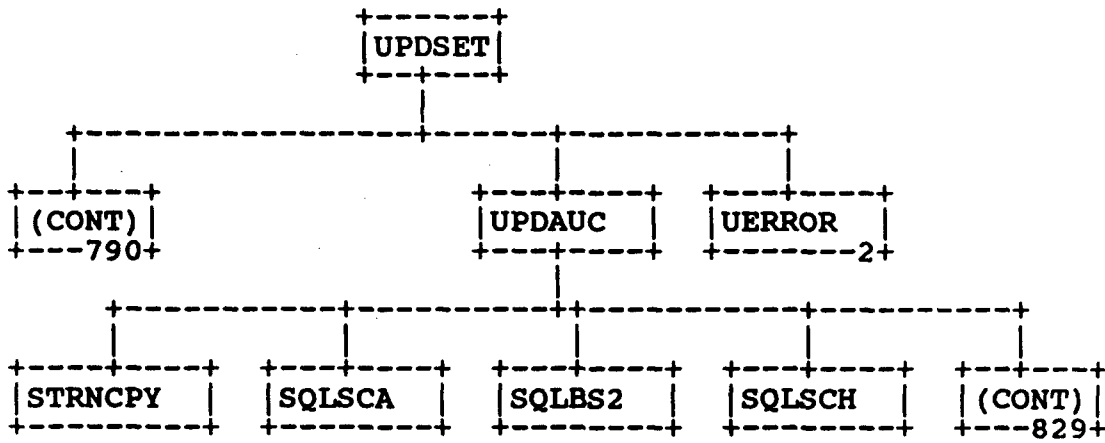 UPDSET
(CONT) UPDAUC UERROR
790 2
STRNCPY SQLSCA SQLBS2 SQLSCH (CONT)
829